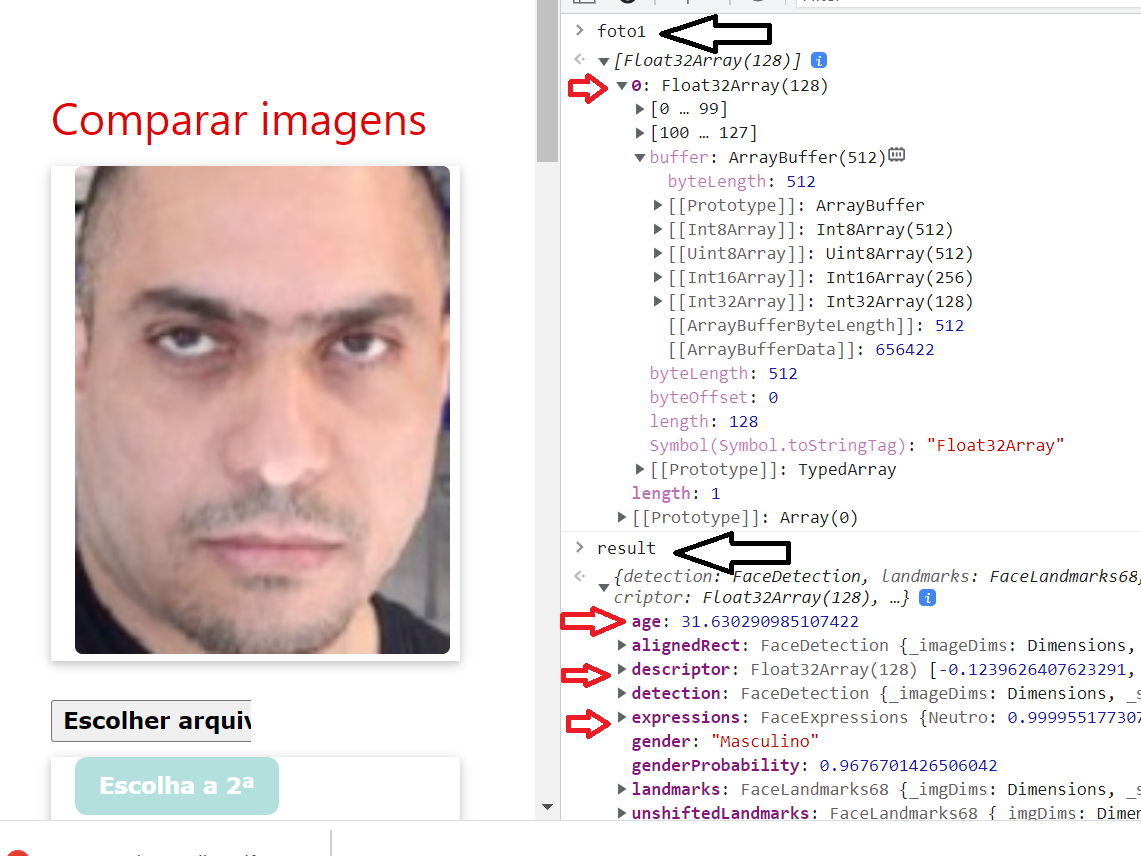 Comparar imagens
Escolher arquiv
Escolha a 2ª
foto1
[Float32Array(128)]
0: Float32Array(128)
[0 … 99]
[100 … 127]
buffer: ArrayBuffer(512)
byteLength: 512
[[Prototype]]: ArrayBuffer
[[Int8Array]]: Int8Array(512)
[[Uint8Array]]: Uint8Array(512)
[[Int16Array]]: Int16Array(256)
[[Int32Array]]: Int32Array(128)
[[ArrayBufferByteLength]]: 512
[[ArrayBufferData]]: 656422
byteLength: 512
byteOffset: 0
length: 128
Symbol(Symbol.toStringTag): "Float32Array"
[[Prototype]]: TypedArray
length: 1
[[Prototype]]: Array(0)
result
{detection: FaceDetection, landmarks: FaceLandmarks68,
criptor: Float32Array(128), …}
age: 31.630290985107422
alignedRect: FaceDetection {_imageDims: Dimensions,
descriptor: Float32Array(128) [-0.1239626407623291,
detection: FaceDetection {_imageDims: Dimensions, _s
expressions: FaceExpressions {Neutro: 0.999955177307
gender: "Masculino"
genderProbability: 0.9676701426506042
landmarks: FaceLandmarks68 {_imgDims: Dimensions, _s
unshiftedLandmarks: FaceLandmarks68 {_imgDims: Dimen